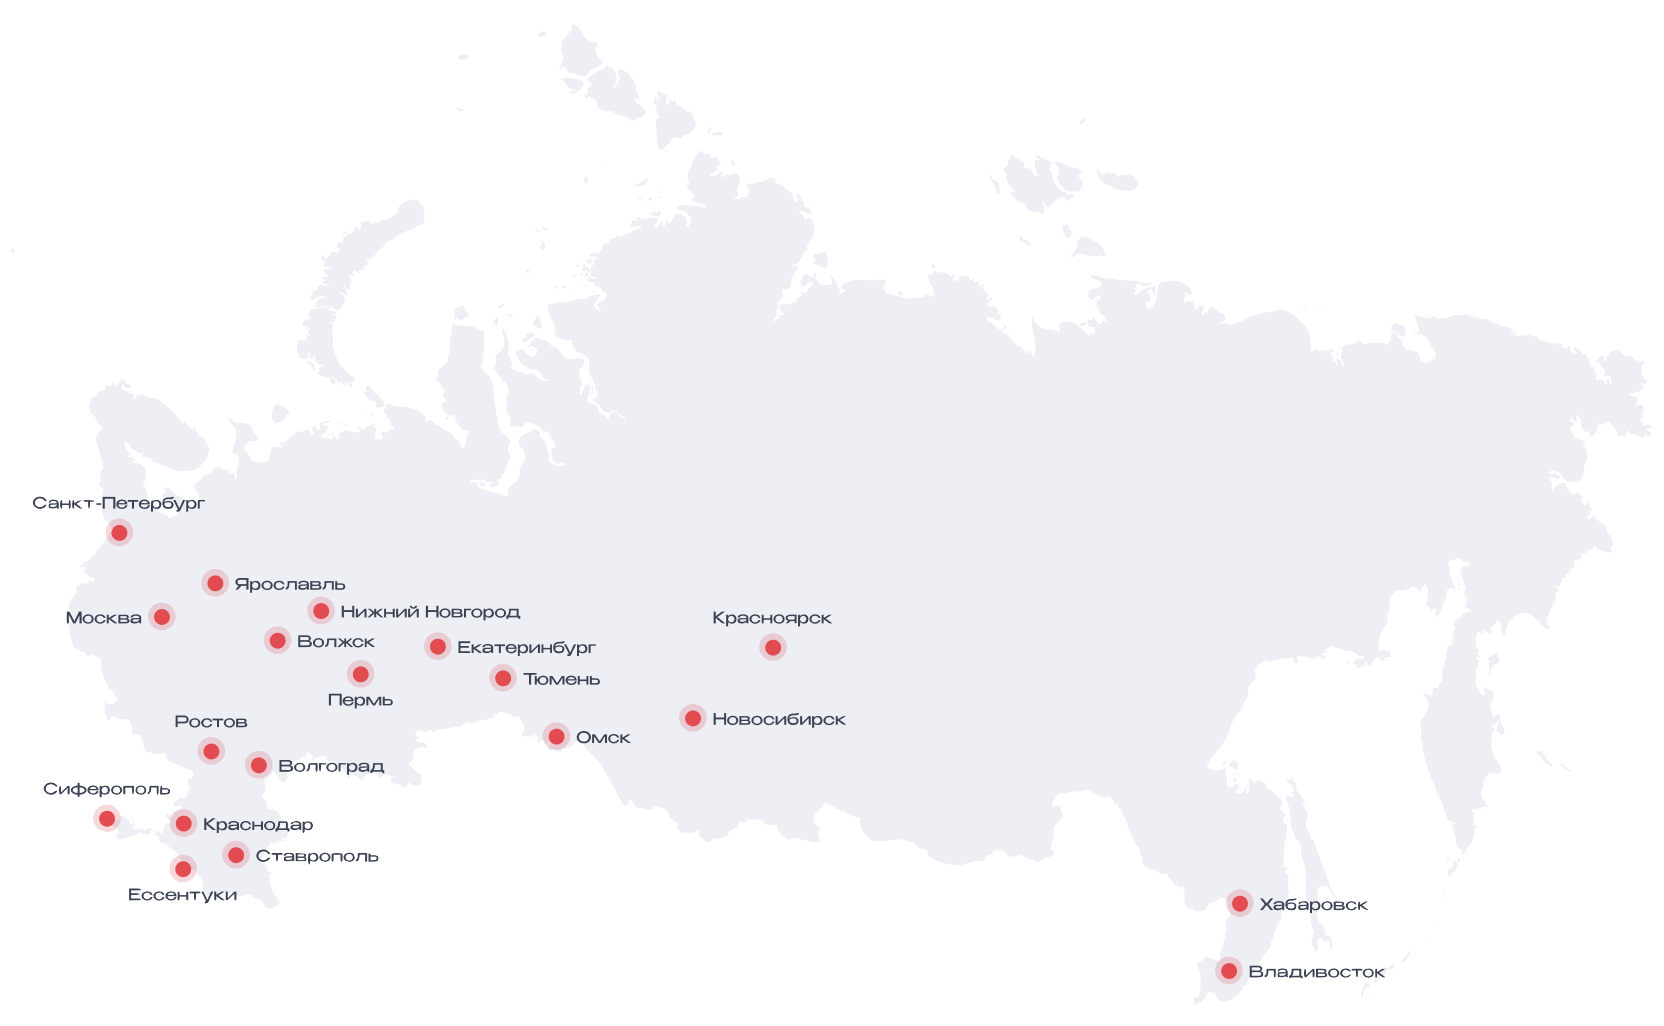 Санкт-Петербург
Ярославль
Нижний Новгород
Москва
Красноярск
Волжск
Екатеринбург
Тюмень
Пермь
Новосибирск
Ростов
Омск
Волгоград
Сиферополь
Краснодар
Ставрополь
Ессентуки
Хабаровск
Владивосток